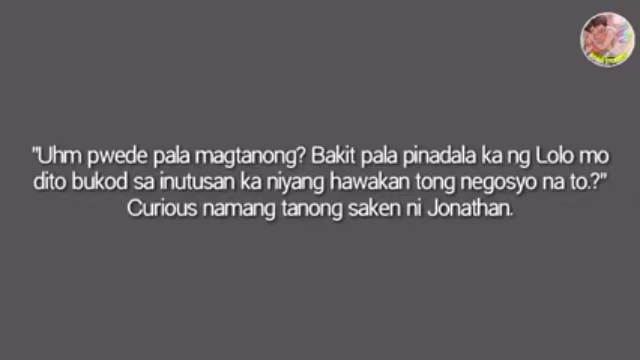 "Uhm pwede pala magtanong? Bakit pala pinadala ka ng Lolo mo
dito bukod sa inutusan ka niyang hawakan tong negosyo na to.?"
Curious namang tanong saken ni Jonathan.